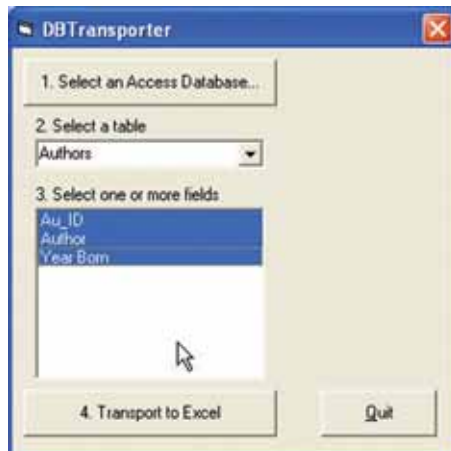 DBTransporter
1. Select an Access Database...
2. Select a table
Authors
3. Select one or more fields
Au_ID
Author
Year Born
4. Transport to Excel
Quit